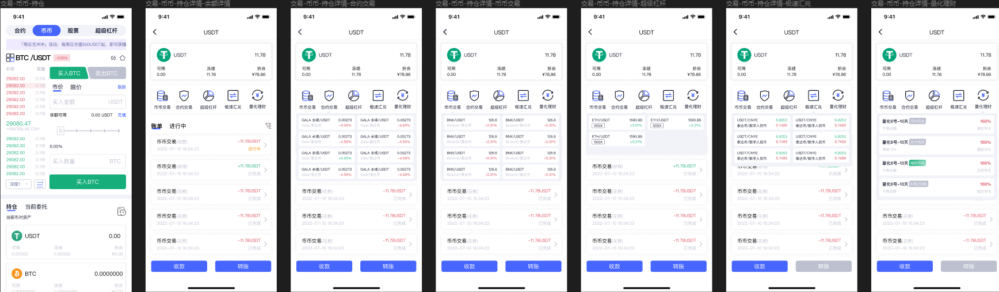 交易-币币-持仓
9:41
合约 币币 股票 超级杠杆
「周日充冲冲」活动，每周日充值500USDT起，即可获赠
BTC /USDT -0.26%
价格 数量
买入BTC 卖出BTC
29082.00 0.118
29082.00 0.118
29082.00 0.118
29082.00 0.118
29082.00 0.118
29082.00 0.118
市价 限价 取款
买入金额 USDT
余额可用 0.00 USDT 充值
29080.47
≈194766.46 CNY
29082.00 0.118
29082.00 0.118
29082.00 0.118
29082.00 0.118
29082.00 0.118
29082.00 0.118
0.00%
买入数量 BTC
深度1
买入BTC
持仓 当前委托
当前币对资产
USDT 0.00
可用 冻结 折合
0.00000 0.00000 ¥0.00
BTC 0.0000000
可用 冻结 折合
0.00000000 0.00000000 ¥0.00
交易-币币-持仓详情-余额详情
9:41
USDT
USDT 11.78
可用 冻结 折合
0.00 11.78 ¥78.86
币币交易 合约交易 超级杠杆 极速汇兑 量化理财
账单 进行中
币币交易(花费) -11.78USDT
2022-07-10 16:34:23 进行中
币币交易(获得) +11.78USDT
2022-07-10 16:34:23 已完成
币币交易(花费) -11.78USDT
2022-07-10 16:34:23 已完成
币币交易(花费) -11.78USDT
2022-07-10 16:34:23 已完成
币币交易(花费) -11.78USDT
2022-07-10 16:34:23 已完成
收款 转账
交易-币币-持仓详情-合约交易
9:41
USDT
USDT 11.78
可用 冻结 折合
0.00 11.78 ¥78.86
币币交易 合约交易 超级杠杆 极速汇兑 量化理财
GALA 永续/USDT 0.05273 GALA 永续/USDT 0.05273
Gala/泰达币 -4.56% Gala/泰达币 -4.56%
GALA 永续/USDT 0.05273 GALA 永续/USDT 0.05273
Gala/泰达币 -4.56% Gala/泰达币 -4.56%
GALA 永续/USDT 0.05273 GALA 永续/USDT 0.05273
Gala/泰达币 +4.56% Gala/泰达币 -4.56%
GALA 永续/USDT 0.05273 GALA 永续/USDT 0.05273
Gala/泰达币 -4.56% Gala/泰达币 -4.56%
币币交易(花费) -11.78USDT
2022-07-10 16:34:23 已完成
币币交易(花费) -11.78USDT
2022-07-10 16:34:23 已完成
币币交易(花费) -11.78USDT
2022-07-10 16:34:23 已完成
收款 转账
交易-币币-持仓详情-币币交易
9:41
USDT
USDT 11.78
可用 冻结 折合
0.00 11.78 ¥78.86
币币交易 合约交易 超级杠杆 极速汇兑 量化理财
BNX/USDT 126.6 BNX/USDT 126.6
BinaryX/泰达币 -0.31% BinaryX/泰达币 -0.31%
BNX/USDT 126.6 BNX/USDT 126.6
BinaryX/泰达币 -0.31% BinaryX/泰达币 -0.31%
BNX/USDT 126.6 BNX/USDT 126.6
BinaryX/泰达币 -0.31% BinaryX/泰达币 -0.31%
BNX/USDT 126.6 BNX/USDT 126.6
BinaryX/泰达币 -0.31% BinaryX/泰达币 -0.31%
币币交易(花费) -11.78USDT
2022-07-10 16:34:23 已完成
币币交易(花费) -11.78USDT
2022-07-10 16:34:23 已完成
币币交易(花费) -11.78USDT
2022-07-10 16:34:23 已完成
收款 转账
交易-币币-持仓详情-超级杠杆
9:41
USDT
USDT 11.78
可用 冻结 折合
0.00 11.78 ¥78.86
币币交易 合约交易 超级杠杆 极速汇兑 量化理财
ETH/USDT 1590.68 ETH/USDT 1590.68
500X +3.31% 500X +3.31%
ETH/USDT 1590.88
500X +3.31%
币币交易(获得) +11.78USDT
2022-07-10 16:34:23 已完成
币币交易(花费) -11.78USDT
2022-07-10 16:34:23 已完成
币币交易(花费) -11.78USDT
2022-07-10 16:34:23 已完成
币币交易(花费) -11.78USDT
2022-07-10 16:34:23 已完成
收款 转账
交易-币币-持仓详情-极速汇兑
9:41
USDT
USDT 11.78
可用 冻结 折合
0.00 11.78 ¥78.86
币币交易 合约交易 超级杠杆 极速汇兑 量化理财
USDT/CNYE 6.9253 USDT/CNYE 6.9253
泰达币/数字人民币 6.7489 泰达币/数字人民币 6.7489
USDT/CNYE 6.9253 USDT/CNYE 6.9253
泰达币/数字人民币 6.7489 泰达币/数字人民币 6.7489
USDT/CNYE 6.9253 USDT/CNYE 6.9253
泰达币/数字人民币 6.7489 泰达币/数字人民币 6.7489
2022-07-10 16:34:23 已完成
币币交易(花费) -11.78USDT
2022-07-10 16:34:23 已完成
币币交易(花费) -11.78USDT
2022-07-10 16:34:23 已完成
币币交易(花费) -11.78USDT
2022-07-10 16:34:23 已完成
收款 转账
交易-币币-持仓详情-量化理财
9:41
USDT
USDT 11.78
可用 冻结 折合
0.00 11.78 ¥78.86
币币交易 合约交易 超级杠杆 极速汇兑 量化理财
量化6号-10天 交付完成 168%
不限总额 固定年化
量化6号-10天 交付完成 168%
剩余 0% 固定年化
量化6号-10天 随时可存 168%
不限总额 历史年化
量化6号-10天 168%
不限总额 固定年化
币币交易(花费) -11.78USDT
2022-07-10 16:34:23 已完成
币币交易(花费) -11.78USDT
2022-07-10 16:34:23 已完成
收款 转账